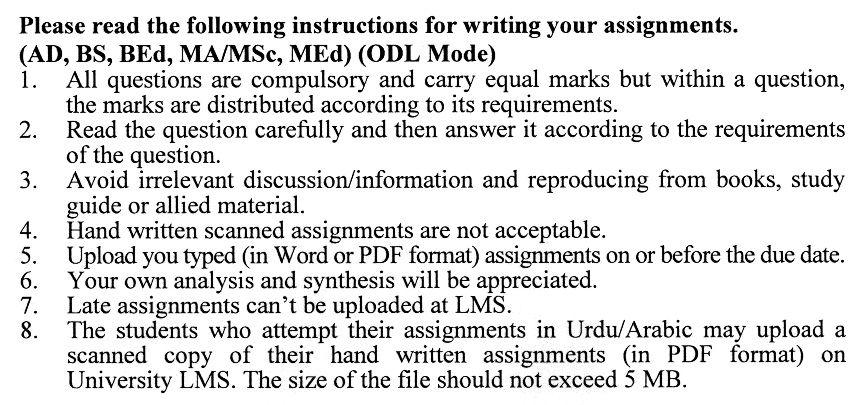 Please read the following instructions for writing your assignments.
(AD, BS, BEd, MA/MSc, MEd) (ODL Mode)
1. All questions are compulsory and carry equal marks but within a question,
the marks are distributed according to its requirements.
2. Read the question carefully and then answer it according to the requirements
of the question.
3. Avoid irrelevant discussion/information and reproducing from books, study
guide or allied material.
4. Hand written scanned assignments are not acceptable.
5. Upload you typed (in Word or PDF format) assignments on or before the due date.
6. Your own analysis and synthesis will be appreciated.
7. Late assignments can't be uploaded at LMS.
8. The students who attempt their assignments in Urdu/Arabic may upload a
scanned copy of their hand written assignments (in PDF format) on
University LMS. The size of the file should not exceed 5 MB.